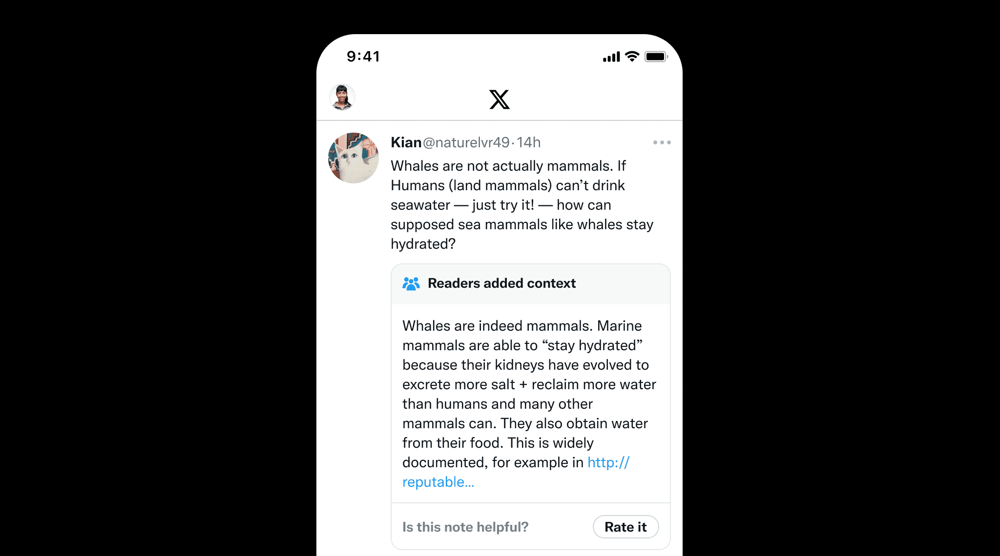 9:41
X
Kian @naturelvr49 · 14h
Whales are not actually mammals. If
Humans (land mammals) can’t drink
seawater — just try it! — how can
supposed sea mammals like whales stay
hydrated?
Readers added context
Whales are indeed mammals. Marine
mammals are able to “stay hydrated”
because their kidneys have evolved to
excrete more salt + reclaim more water
than humans and many other
mammals can. They also obtain water
from their food. This is widely
documented, for example in http://
reputable...
Is this note helpful?
Rate it